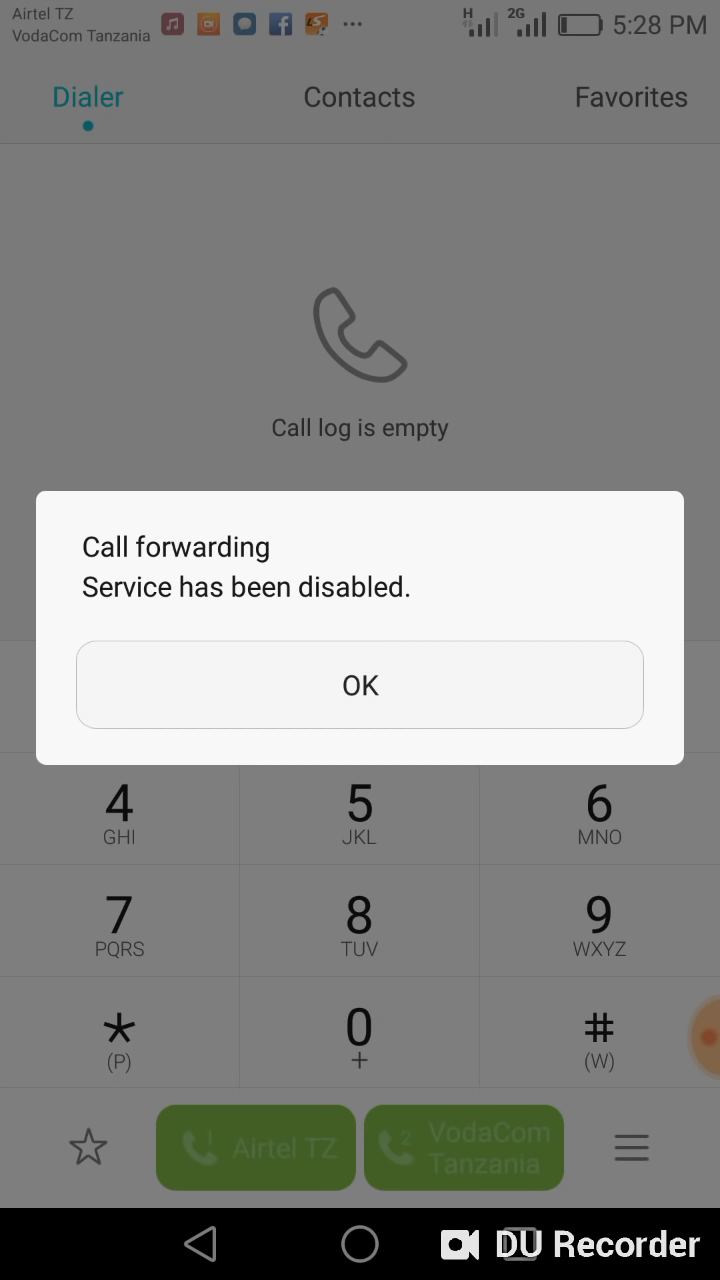 Airtel TZ
VodaCom Tanzania
H
2G
5:28 PM
Dialer
Contacts
Favorites
Call log is empty
Call forwarding
Service has been disabled.
OK
4
GHI
5
JKL
6
MNO
7
PQRS
8
TUV
9
WXYZ
*
(P)
0
+
#
(W)
1
Airtel TZ
2
VodaCom
Tanzania
DU Recorder